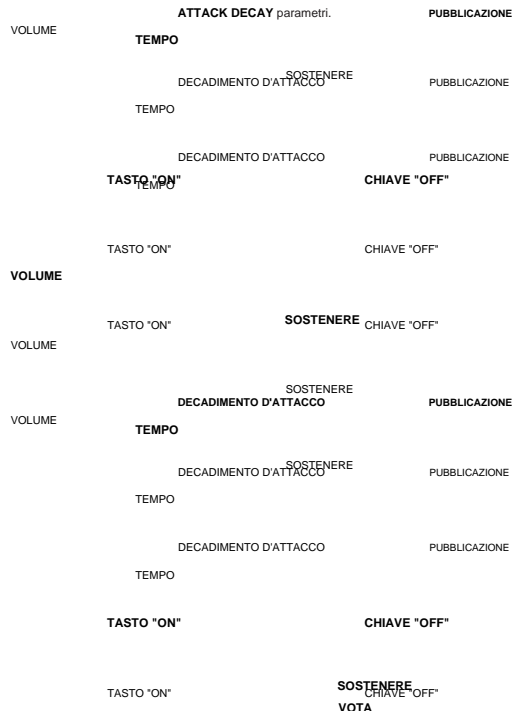 ATTACK DECAY parametri. PUBBLICAZIONE
VOLUME
TEMPO
SOSTENERE
DECADIMENTO D'ATTACCO PUBBLICAZIONE
TEMPO
DECADIMENTO D'ATTACCO PUBBLICAZIONE
TASTO "ON" CHIAVE "OFF"
TEMPO
TASTO "ON" CHIAVE "OFF"
VOLUME
SOSTENERE
TASTO "ON" CHIAVE "OFF"
VOLUME
SOSTENERE
DECADIMENTO D'ATTACCO PUBBLICAZIONE
VOLUME
TEMPO
SOSTENERE
DECADIMENTO D'ATTACCO PUBBLICAZIONE
TEMPO
DECADIMENTO D'ATTACCO PUBBLICAZIONE
TEMPO
TASTO "ON" CHIAVE "OFF"
SOSTENERE
TASTO "ON" CHIAVE "OFF"
VOTA